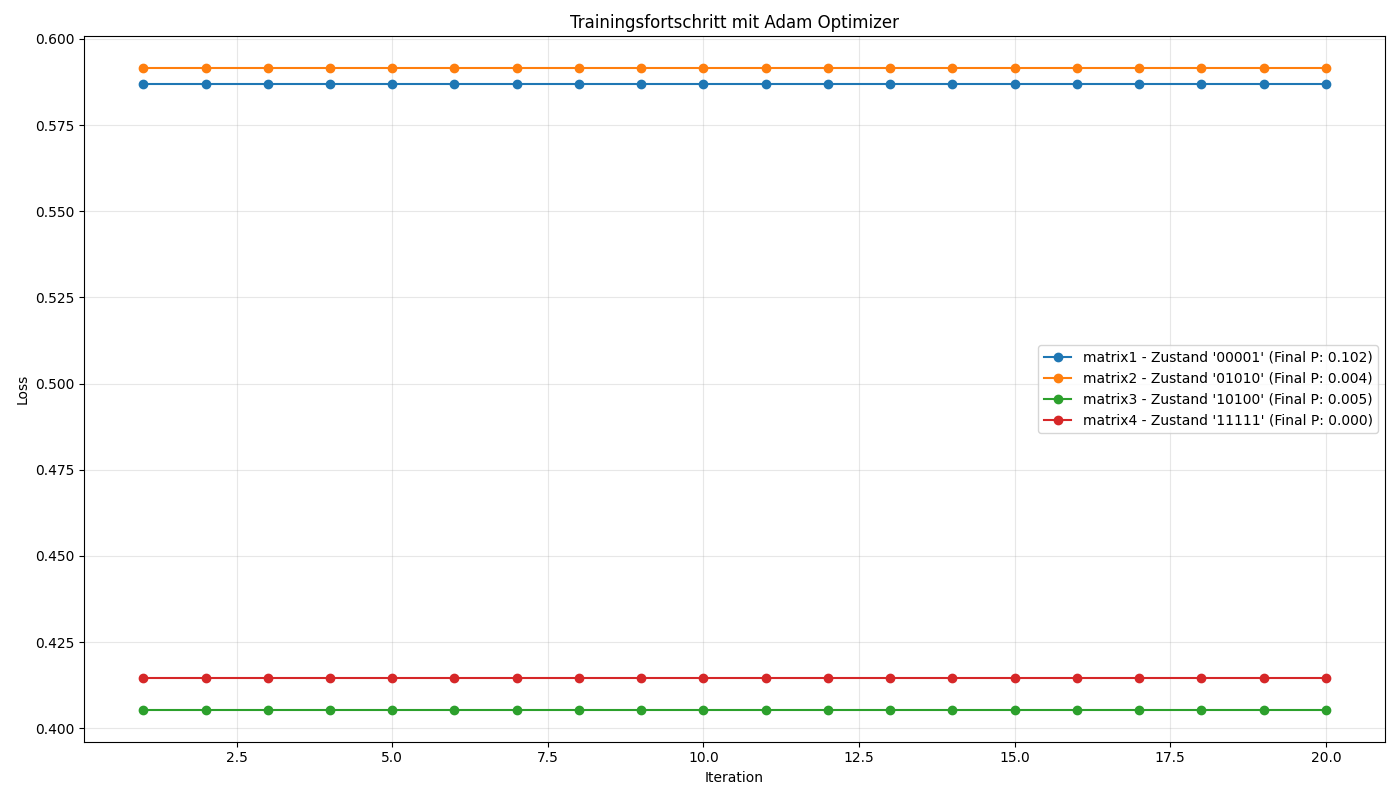 Trainingsfortschritt mit Adam Optimizer
0.600
0.575
0.550
0.525
0.500
0.475
0.450
0.425
0.400
Loss
matrix1 - Zustand '00001' (Final P: 0.102)
matrix2 - Zustand '01010' (Final P: 0.004)
matrix3 - Zustand '10100' (Final P: 0.005)
matrix4 - Zustand '11111' (Final P: 0.000)
2.5 5.0 7.5 10.0 12.5 15.0 17.5 20.0
Iteration